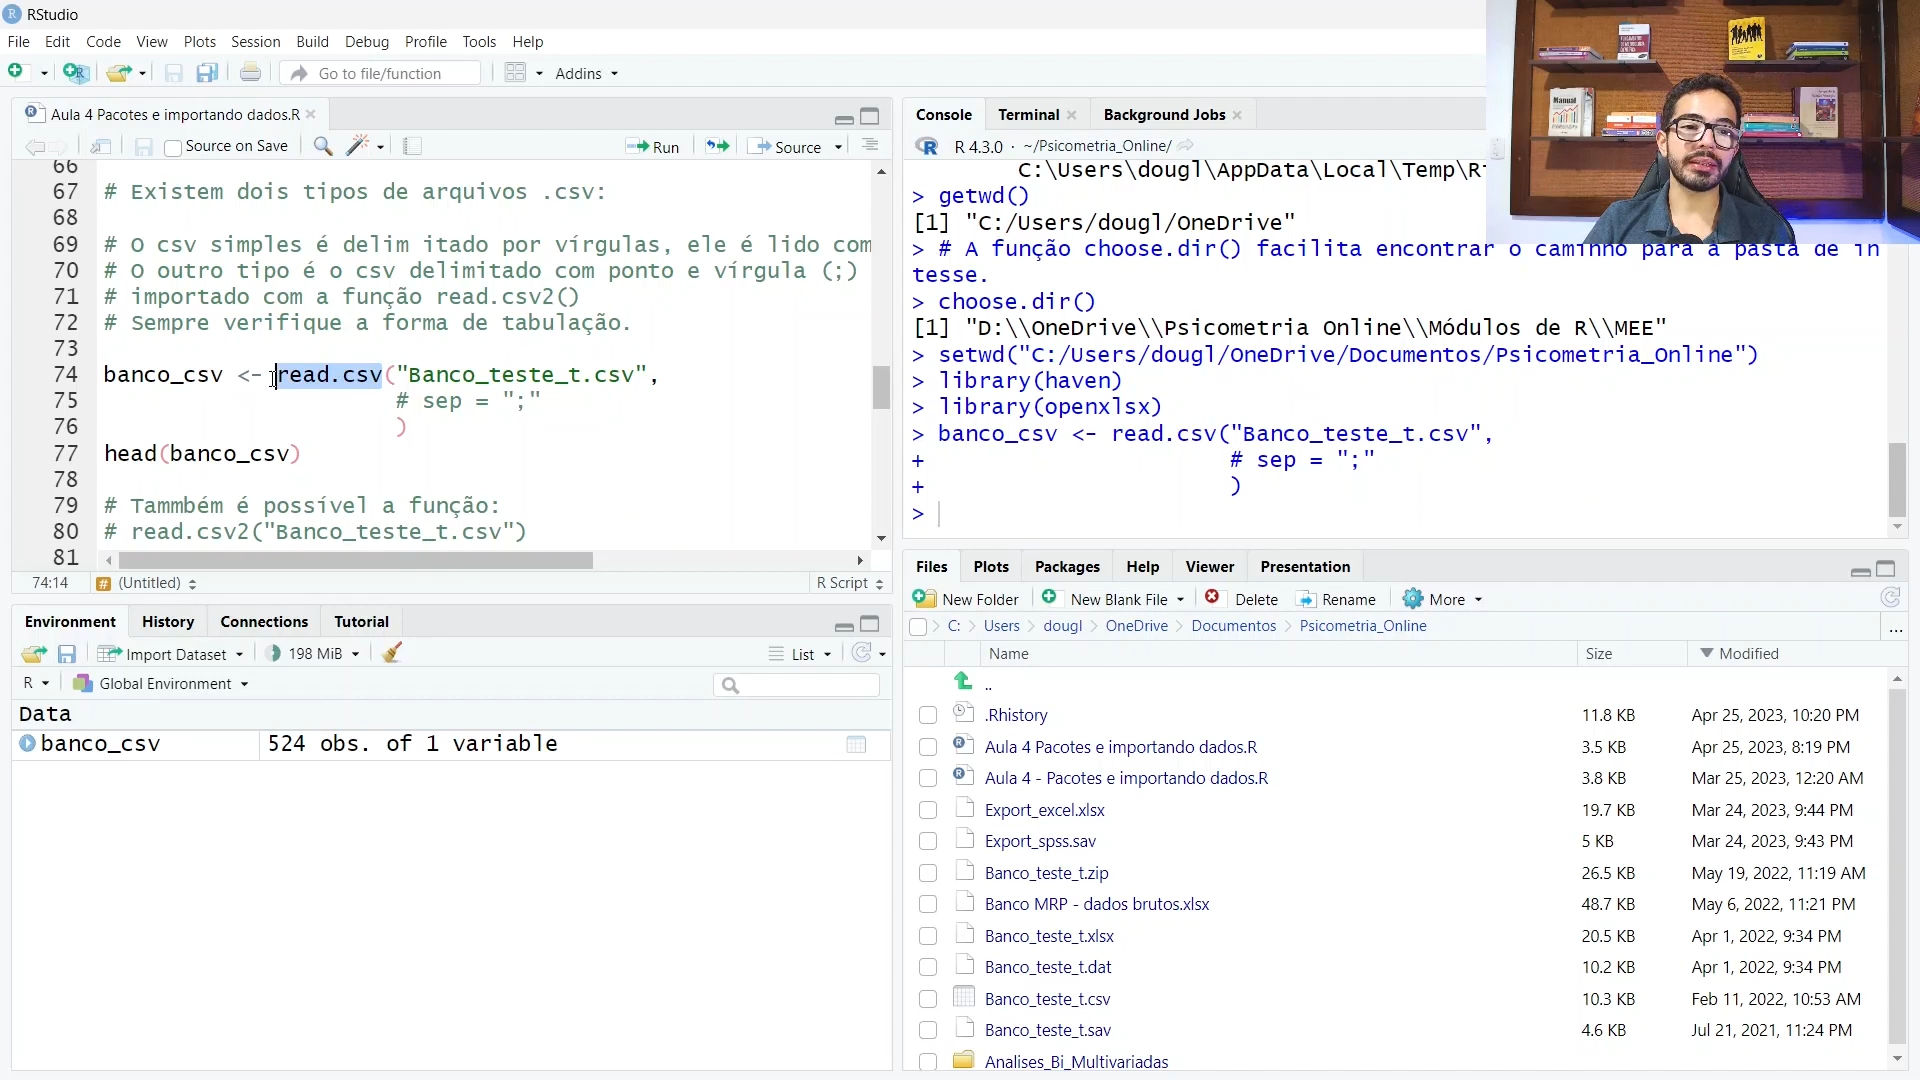 RStudio
File Edit Code View Plots Session Build Debug Profile Tools Help
Go to file/function Addins
Aula 4 Pacotes e importando dados.R
Source on Save Run Source
66
67 # Existem dois tipos de arquivos .csv:
68
69 # O csv simples é delim itado por vírgulas, ele é lido com
70 # O outro tipo é o csv delimitado com ponto e vírgula (;)
71 # importado com a função read.csv2()
72 # Sempre verifique a forma de tabulação.
73
74 banco_csv <- read.csv("Banco_teste_t.csv",
75 # sep = ";"
76 )
77 head(banco_csv)
78
79 # Tammbém é possível a função:
80 # read.csv2("Banco_teste_t.csv")
81
74:14 # (Untitled) R Script
Console Terminal Background Jobs
R 4.3.0 · ~/Psicometria_Online/
C:\Users\dougl\AppData\Local\Temp\R
> getwd()
[1] "C:/Users/dougl/OneDrive"
> # A função choose.dir() facilita encontrar o caminho para a pasta de in
tesse.
> choose.dir()
[1] "D:\\OneDrive\\Psicometria Online\\Módulos de R\\MEE"
> setwd("C:/Users/dougl/OneDrive/Documentos/Psicometria_Online")
> library(haven)
> library(openxlsx)
> banco_csv <- read.csv("Banco_teste_t.csv",
+ # sep = ";"
+ )
>
Environment History Connections Tutorial
Import Dataset 198 MiB List
R Global Environment
Data
banco_csv 524 obs. of 1 variable
Files Plots Packages Help Viewer Presentation
New Folder New Blank File Delete Rename More
C: Users dougl OneDrive Documentos Psicometria_Online ...
Name Size Modified
..
.Rhistory 11.8 KB Apr 25, 2023, 10:20 PM
Aula 4 Pacotes e importando dados.R 3.5 KB Apr 25, 2023, 8:19 PM
Aula 4 - Pacotes e importando dados.R 3.8 KB Mar 25, 2023, 12:20 AM
Export_excel.xlsx 19.7 KB Mar 24, 2023, 9:44 PM
Export_spss.sav 5 KB Mar 24, 2023, 9:43 PM
Banco_teste_t.zip 26.5 KB May 19, 2022, 11:19 AM
Banco MRP - dados brutos.xlsx 48.7 KB May 6, 2022, 11:21 PM
Banco_teste_t.xlsx 20.5 KB Apr 1, 2022, 9:34 PM
Banco_teste_t.dat 10.2 KB Apr 1, 2022, 9:34 PM
Banco_teste_t.csv 10.3 KB Feb 11, 2022, 10:53 AM
Banco_teste_t.sav 4.6 KB Jul 21, 2021, 11:24 PM
Analises_Bi_Multivariadas
Manual